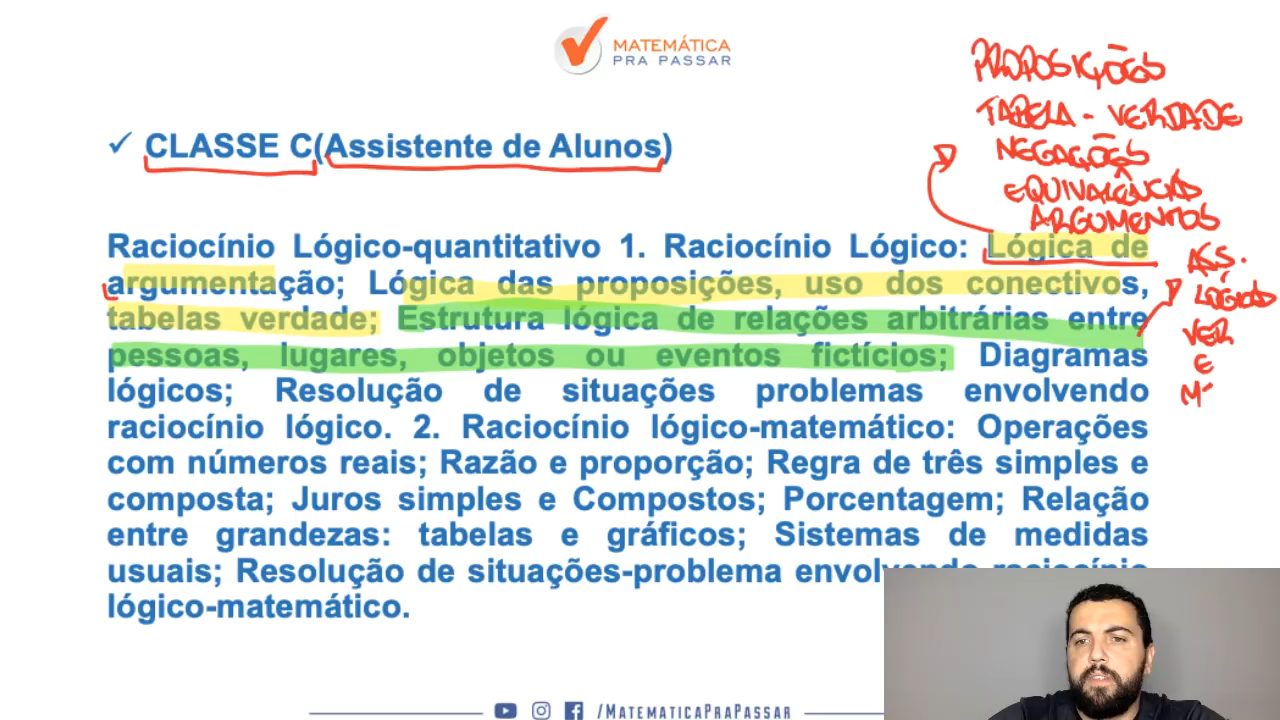 MATEMÁTICA
PRA PASSAR
PROPOSIÇÕES
TABELA - VERDADE
NEGAÇÕES
EQUIVALÊNCIAS
ARGUMENTOS
✓ CLASSE C(Assistente de Alunos)
Raciocínio Lógico-quantitativo 1. Raciocínio Lógico: Lógica de
argumentação; Lógica das proposições, uso dos conectivos,
tabelas verdade; Estrutura lógica de relações arbitrárias entre
pessoas, lugares, objetos ou eventos fictícios; Diagramas
lógicos; Resolução de situações problemas envolvendo
raciocínio lógico. 2. Raciocínio lógico-matemático: Operações
com números reais; Razão e proporção; Regra de três simples e
composta; Juros simples e Compostos; Porcentagem; Relação
entre grandezas: tabelas e gráficos; Sistemas de medidas
usuais; Resolução de situações-problema envolvendo raciocínio
lógico-matemático.
ASS.
LÓGICAS
VER
E
M
/MATEMATICAPRAPASSAR